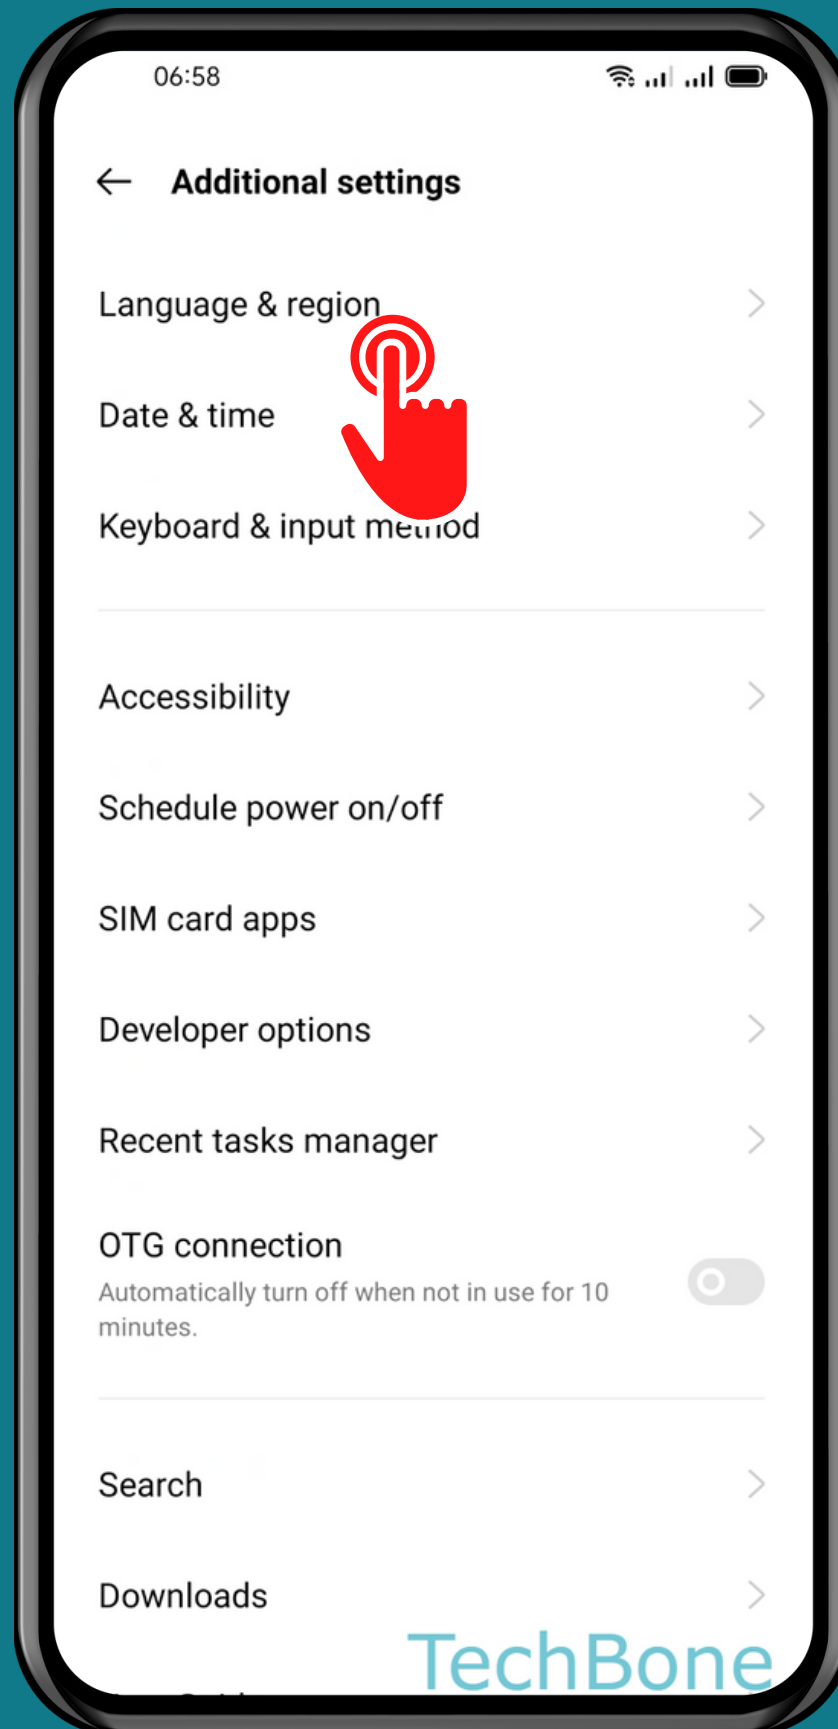 06:58
Additional settings
Language & region
Date & time
Keyboard & input method
Accessibility
Schedule power on/off
SIM card apps
Developer options
Recent tasks manager
OTG connection
Automatically turn off when not in use for 10
minutes.
Search
Downloads
TechBone